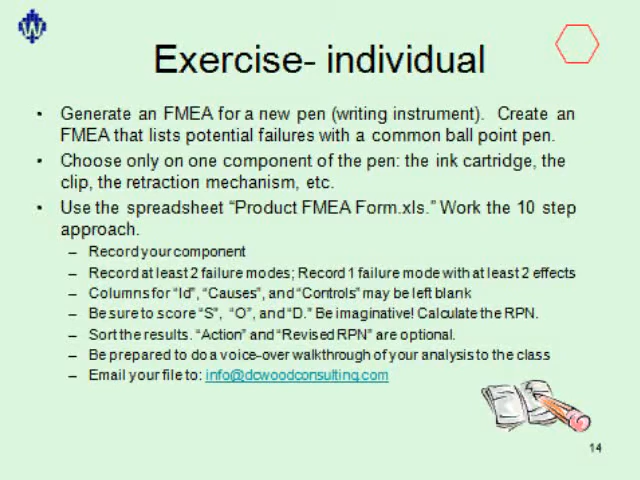 W
Exercise- individual
• Generate an FMEA for a new pen (writing instrument). Create an
FMEA that lists potential failures with a common ball point pen.
• Choose only on one component of the pen: the ink cartridge, the
clip, the retraction mechanism, etc.
• Use the spreadsheet “Product FMEA Form.xls.” Work the 10 step
approach.
– Record your component
– Record at least 2 failure modes; Record 1 failure mode with at least 2 effects
– Columns for “Id”, “Causes”, and “Controls” may be left blank
– Be sure to score “S”, “O”, and “D.” Be imaginative! Calculate the RPN.
– Sort the results. “Action” and “Revised RPN” are optional.
– Be prepared to do a voice-over walkthrough of your analysis to the class
– Email your file to: info@dcwoodconsulting.com
14